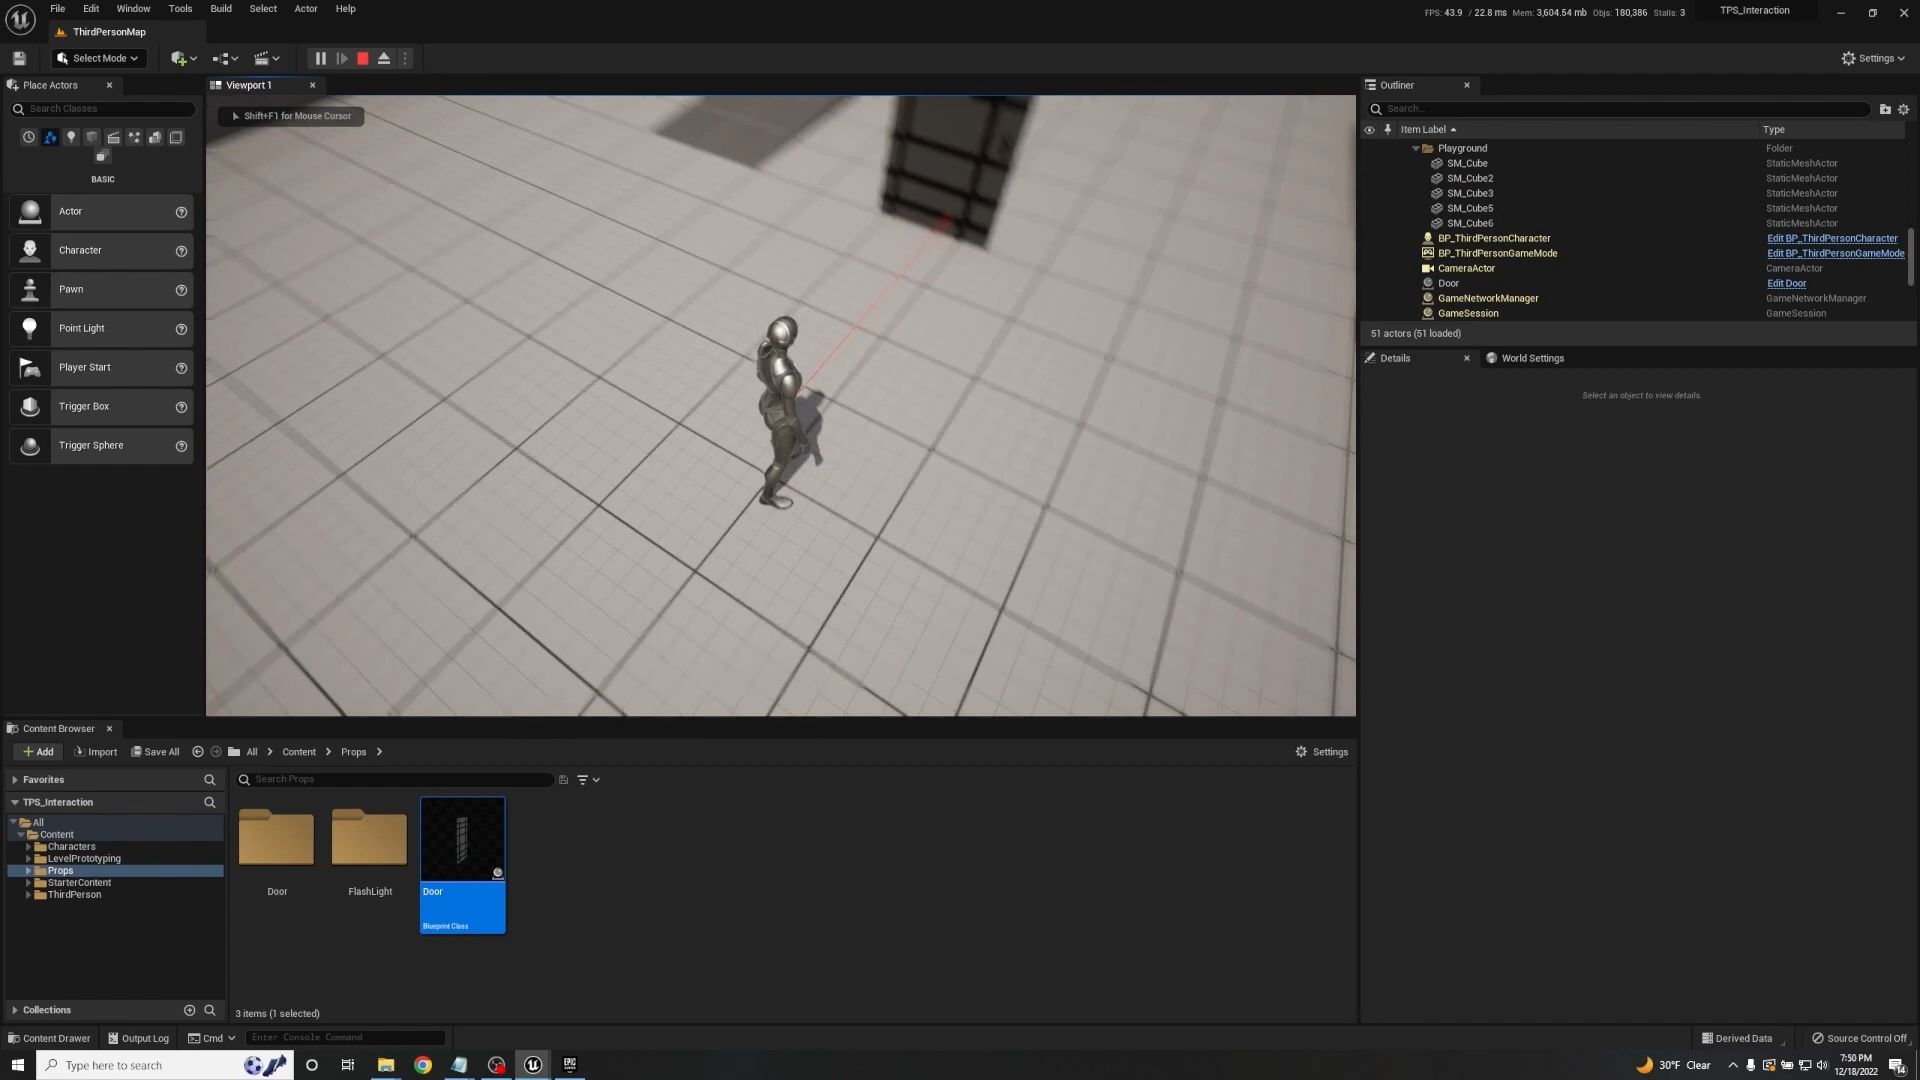 File Edit Window Tools Build Select Actor Help
FPS: 43.9 / 22.8 ms Mem: 3,604.54 mb Objs: 180,386 Stalls: 3
TPS_Interaction
ThirdPersonMap
Select Mode
Settings
Place Actors
Search Classes
BASIC
Actor
Character
Pawn
Point Light
Player Start
Trigger Box
Trigger Sphere
Viewport 1
Shift+F1 for Mouse Cursor
Outliner
Search...
Item Label Type
Playground Folder
SM_Cube StaticMeshActor
SM_Cube2 StaticMeshActor
SM_Cube3 StaticMeshActor
SM_Cube5 StaticMeshActor
SM_Cube6 StaticMeshActor
BP_ThirdPersonCharacter Edit BP_ThirdPersonCharacter
BP_ThirdPersonGameMode Edit BP_ThirdPersonGameMode
CameraActor CameraActor
Door Edit Door
GameNetworkManager GameNetworkManager
GameSession GameSession
51 actors (51 loaded)
Details World Settings
Select an object to view details.
Content Browser
Add Import Save All All Content Props Settings
Favorites
Search Props
TPS_Interaction
All
Content
Characters
LevelPrototyping
Props
StarterContent
ThirdPerson
Collections
Door
FlashLight
Door
Blueprint Class
3 items (1 selected)
Content Drawer Output Log Cmd Enter Console Command Derived Data Source Control Off
Type here to search
EPIC
GAMES
30°F Clear
7:50 PM
12/18/2022
14